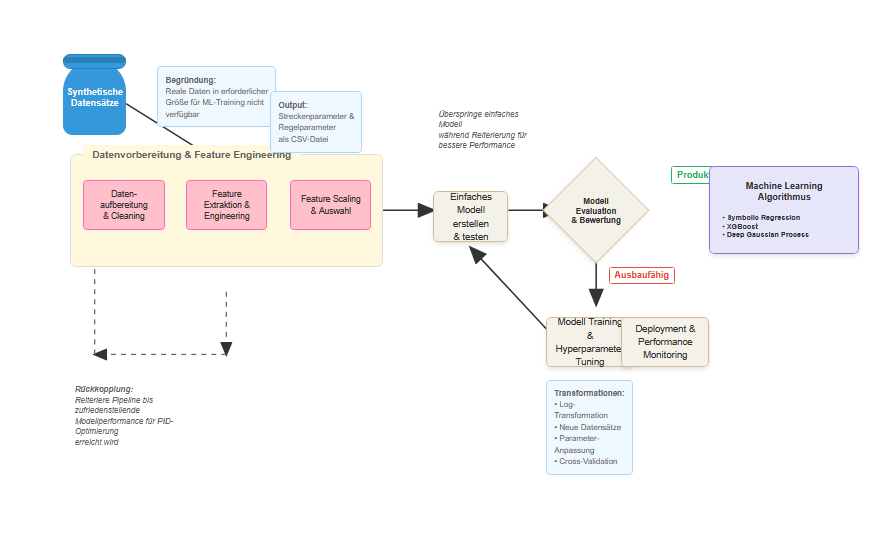 Synthetische
Datensätze
Begründung:
Reale Daten in erforderlicher
Größe für ML-Training nicht
verfügbar
Output:
Streckenparameter &
Regelparameter
als CSV-Datei
Datenvorbereitung & Feature Engineering
Daten-
aufbereitung
& Cleaning
Feature
Extraktion &
Engineering
Feature Scaling
& Auswahl
Überspringe einfaches
Modell
während Reiterierung für
bessere Performance
Einfaches
Modell
erstellen
& testen
Modell
Evaluation
& Bewertung
Produkt
Machine Learning
Algorithmus
• Symbolic Regression
• XGBoost
• Deep Gaussian Process
Ausbaufähig
Modell Training
&
Hyperparameter
Tuning
Deployment &
Performance
Monitoring
Transformationen:
• Log-
Transformation
• Neue Datensätze
• Parameter-
Anpassung
• Cross-Validation
Rückkopplung:
Reiteriere Pipeline bis
zufriedenstellende
Modellperformance für PID-
Optimierung
erreicht wird